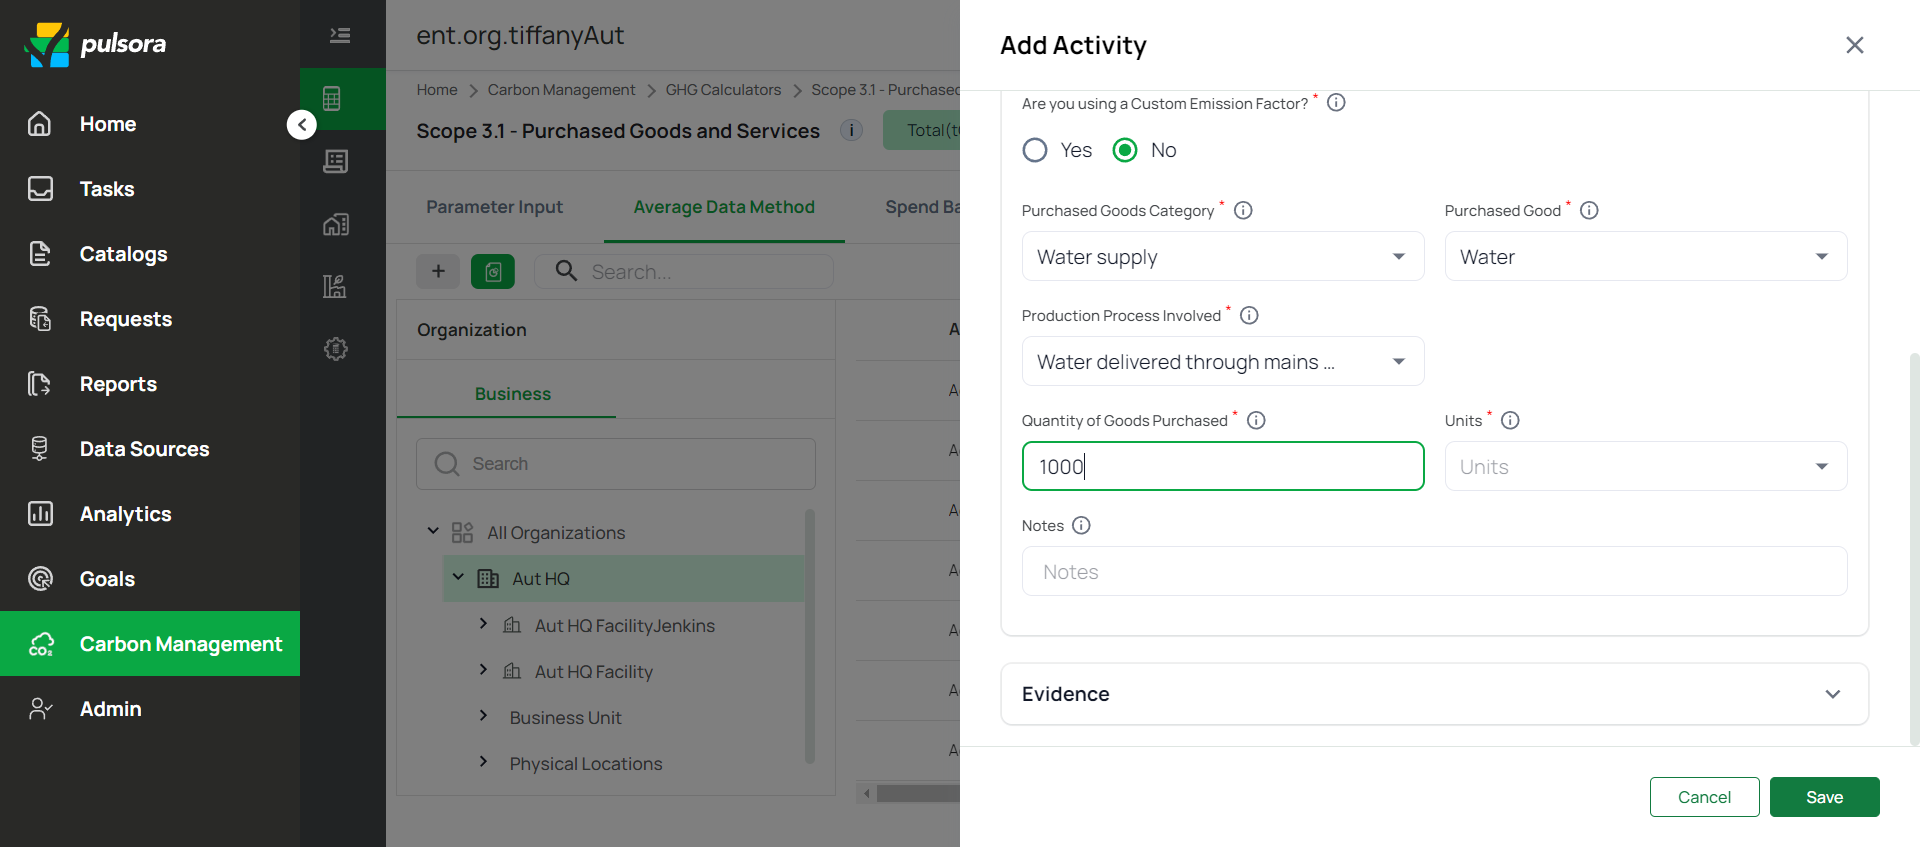 pulsora
Home
Tasks
Catalogs
Requests
Reports
Data Sources
Analytics
Goals
Carbon Management
Admin
ent.org.tiffanyAut
Home > Carbon Management > GHG Calculators > Scope 3.1 - Purchased
Scope 3.1 - Purchased Goods and Services
Parameter Input
Average Data Method
Search...
Organization
Business
Search
All Organizations
Aut HQ
Aut HQ FacilityJenkins
Aut HQ Facility
Business Unit
Physical Locations
Add Activity
Are you using a Custom Emission Factor? *
Yes
No
Purchased Goods Category *
Purchased Good *
Water supply
Water
Production Process Involved *
Water delivered through mains ...
Quantity of Goods Purchased *
Units *
1000
Units
Notes
Notes
Evidence
Cancel
Save